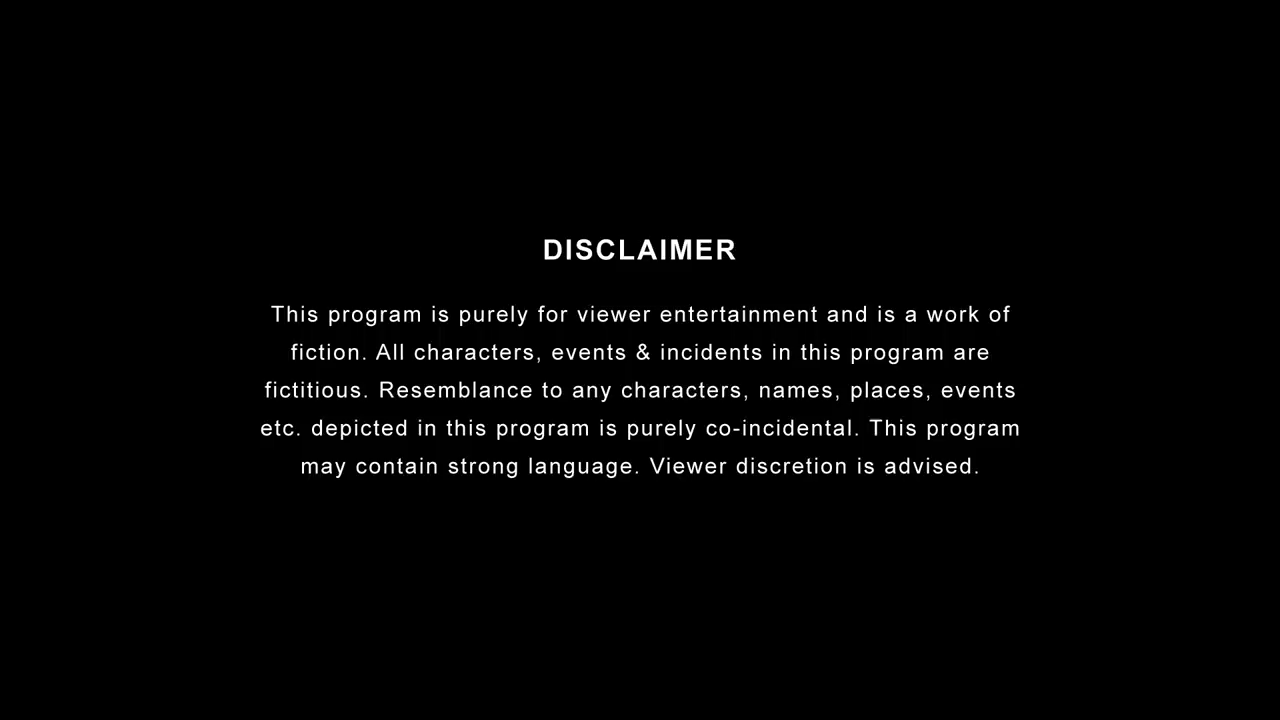 DISCLAIMER
This program is purely for viewer entertainment and is a work of
fiction. All characters, events & incidents in this program are
fictitious. Resemblance to any characters, names, places, events
etc. depicted in this program is purely co-incidental. This program
may contain strong language. Viewer discretion is advised.